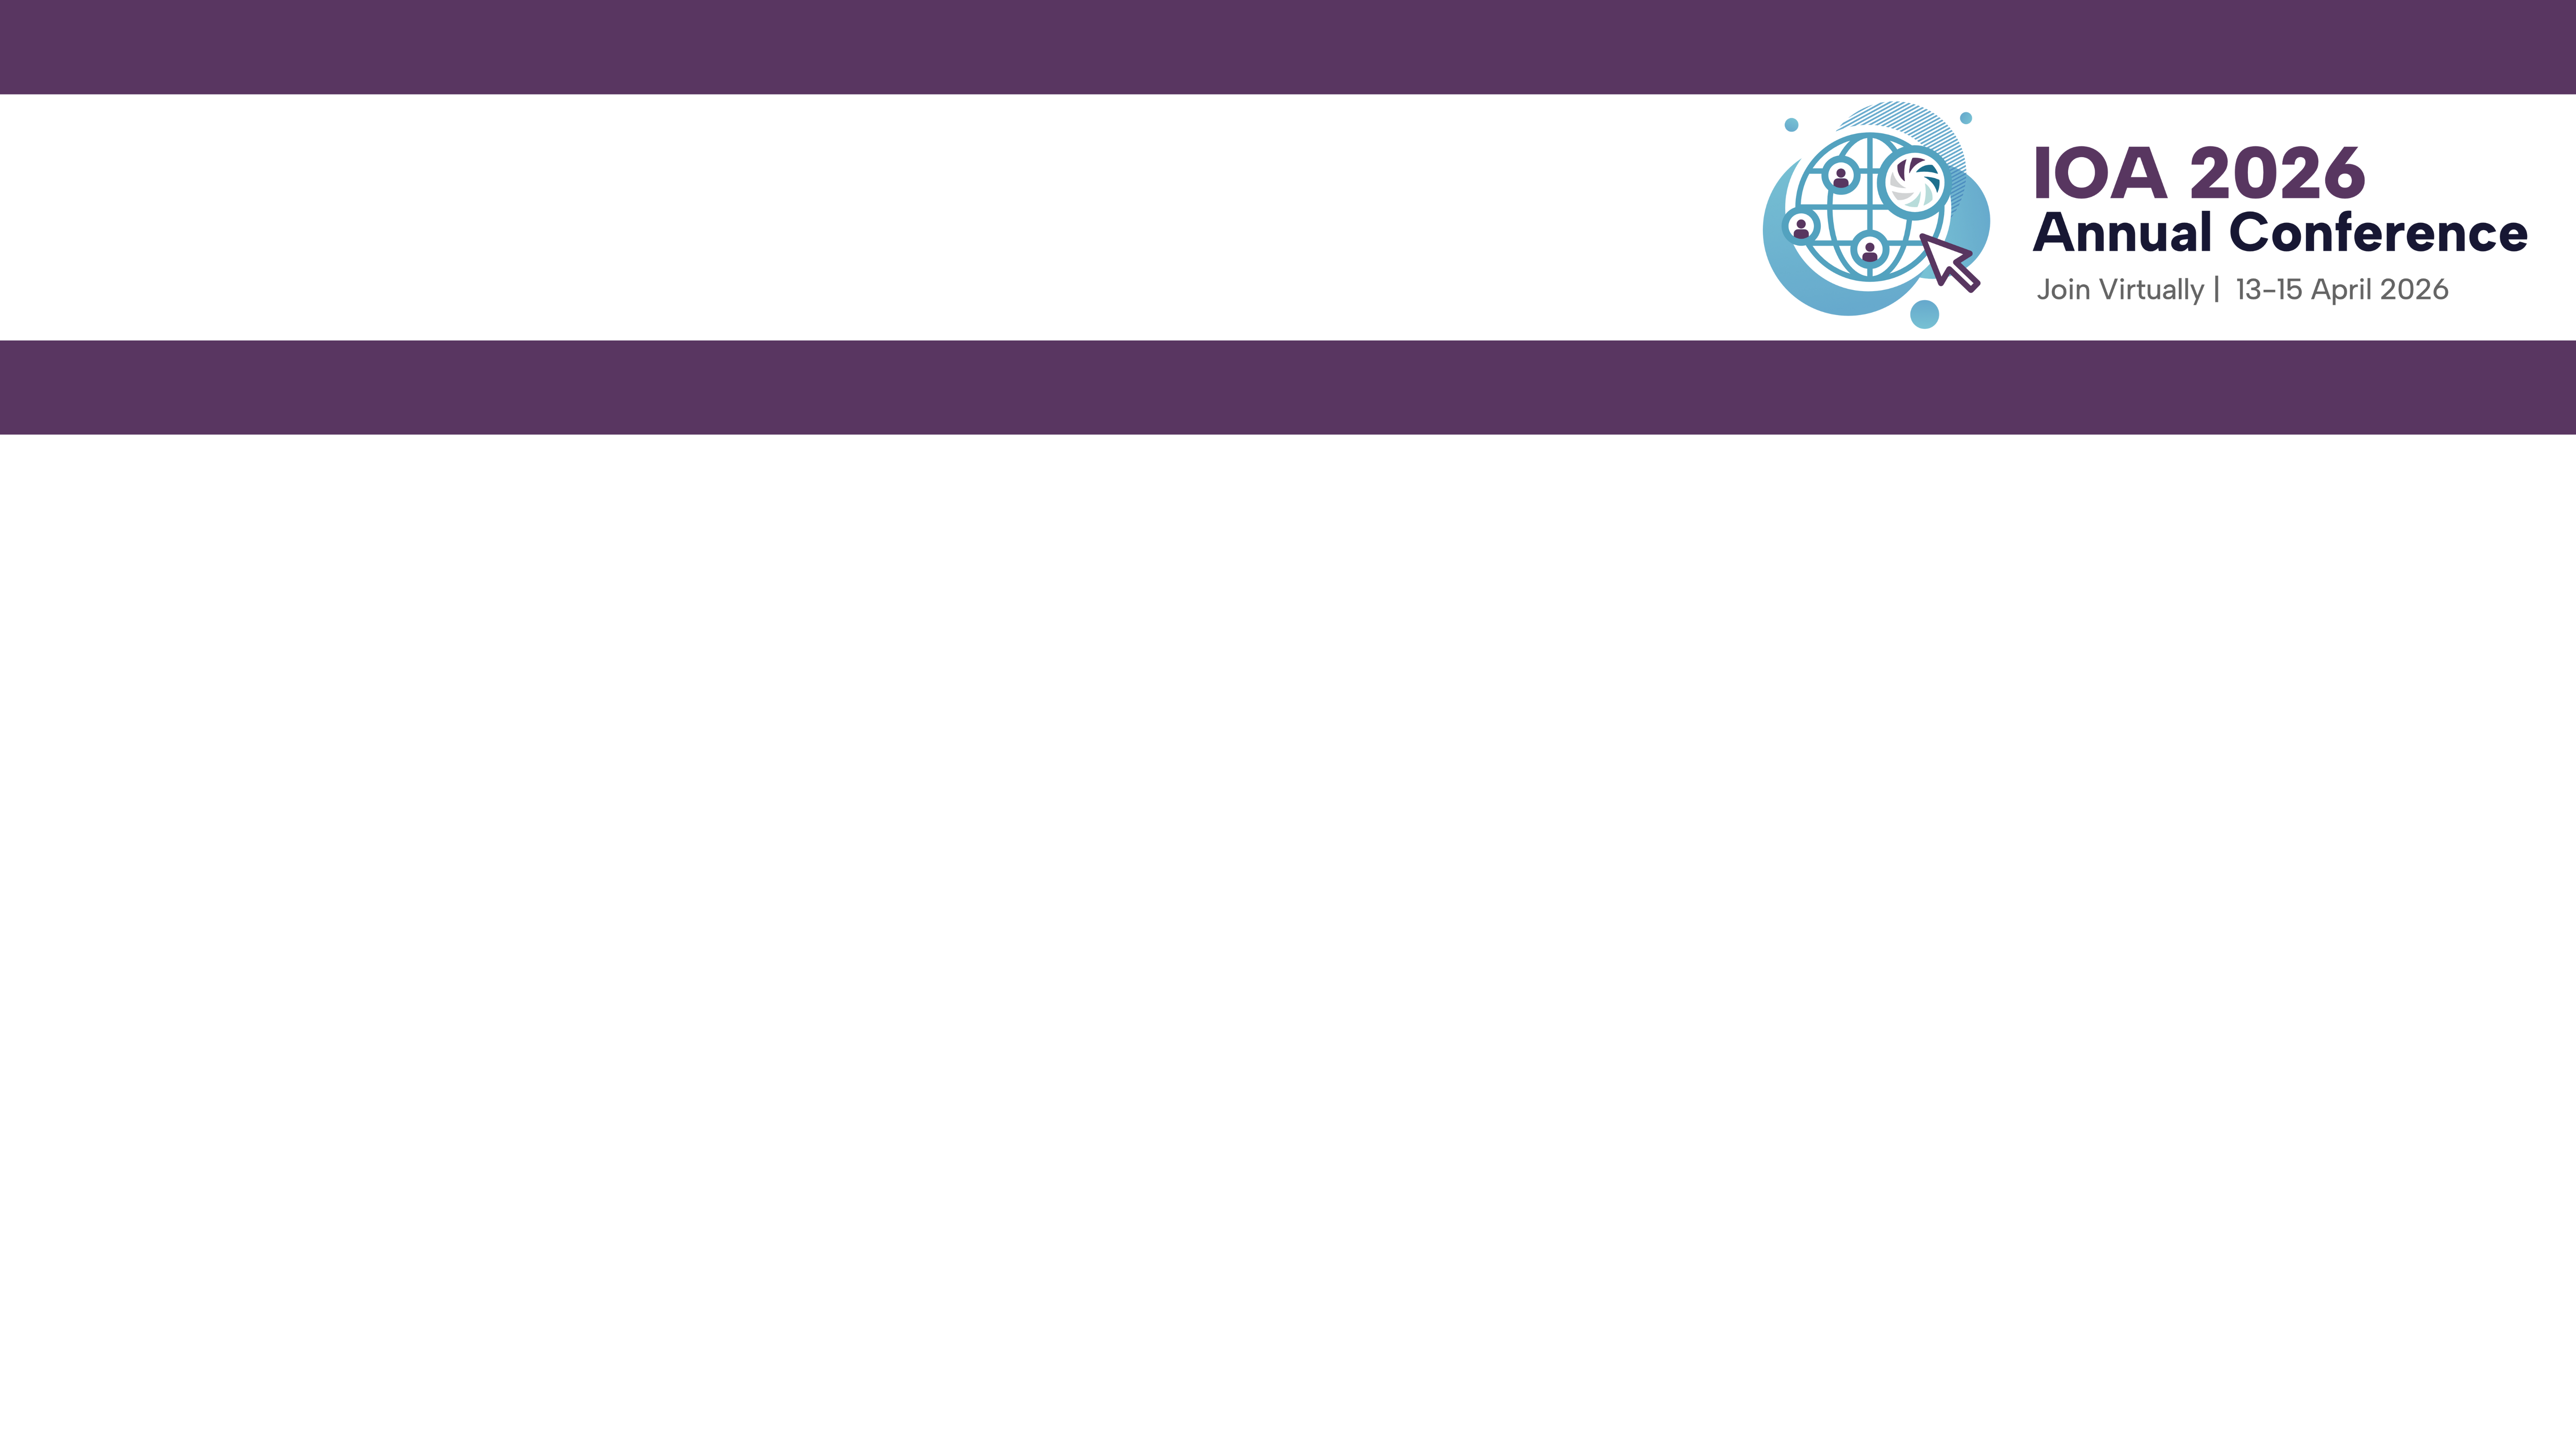 IOA 2026
Annual Conference
Join Virtually | 13-15 April 2026